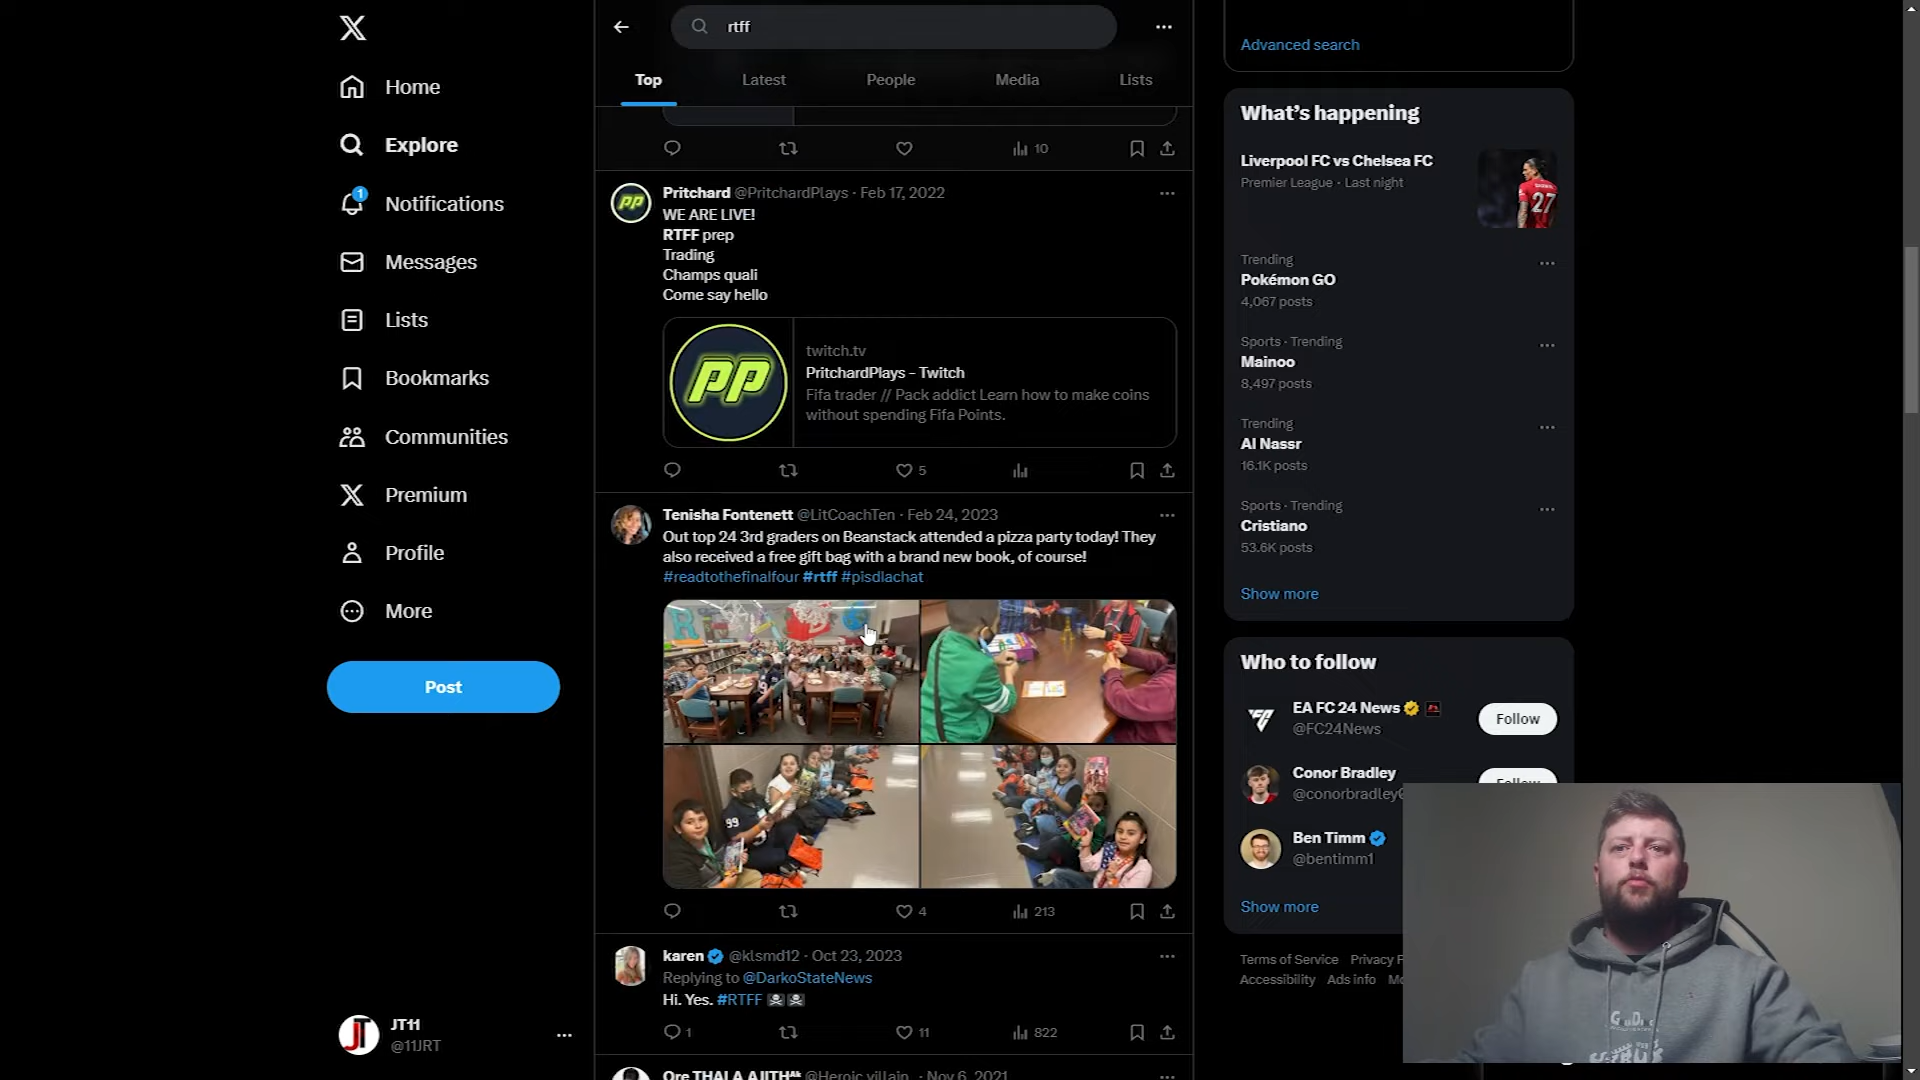 Home
Explore
1
Notifications
Messages
Lists
Bookmarks
Communities
Premium
Profile
More
Post
JT11
@11JRT
rtff
Top
Latest
People
Media
Lists
10
Pritchard @PritchardPlays · Feb 17, 2022
WE ARE LIVE!
RTFF prep
Trading
Champs quali
Come say hello
PP
PP
twitch.tv
PritchardPlays - Twitch
Fifa trader // Pack addict Learn how to make coins
without spending Fifa Points.
5
Tenisha Fontenett @LitCoachTen · Feb 24, 2023
Out top 24 3rd graders on Beanstack attended a pizza party today! They
also received a free gift bag with a brand new book, of course!
#readtothefinalfour #rtff #pisdlachat
99
4
213
karen @klsmd12 · Oct 23, 2023
Replying to @DarkoStateNews
Hi. Yes. #RTFF ☠️☠️
1
11
822
Advanced search
What's happening
Liverpool FC vs Chelsea FC
Premier League · Last night
27
Trending
Pokémon GO
4,067 posts
Sports · Trending
Mainoo
8,497 posts
Trending
Al Nassr
16.1K posts
Sports · Trending
Cristiano
53.6K posts
Show more
Who to follow
EA FC 24 News
@FC24News
Follow
Conor Bradley
@conorbradley
Follow
Ben Timm
@bentimm1
Show more
Terms of Service Privacy
Accessibility Ads info